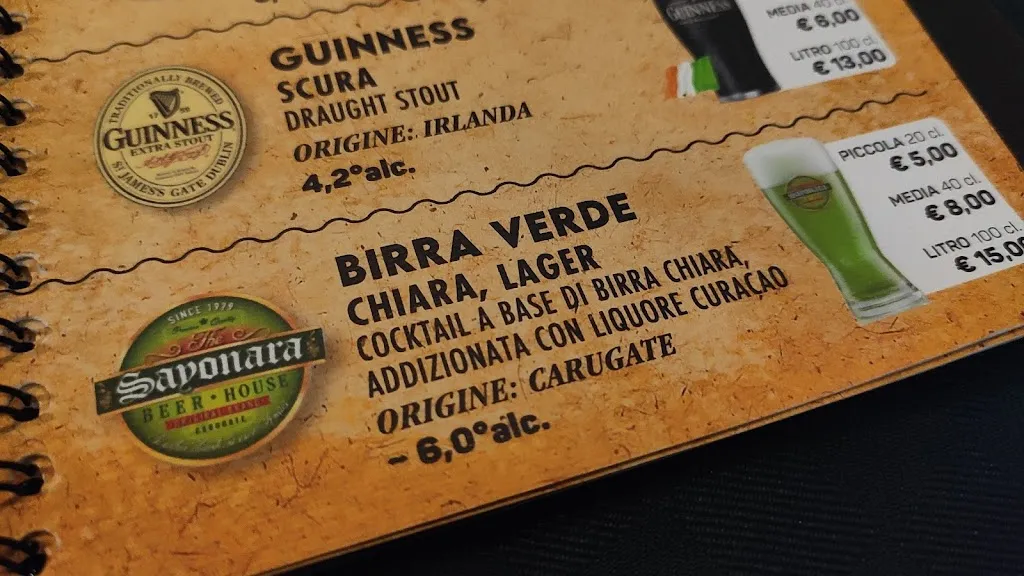 GUINNESS
SCURA
DRAUGHT STOUT
ORIGINE: IRLANDA
4,2°alc.
TRADITIONALLY BREWED
GUINNESS
EXTRA STOUT
ST JAMES'S GATE DUBLIN
GUINNESS
MEDIA 40 cl.
€ 6,00
LITRO 100 cl.
€ 13,00
BIRRA VERDE
CHIARA, LAGER
COCKTAIL A BASE DI BIRRA CHIARA,
ADDIZIONATA CON LIQUORE CURAÇAO
ORIGINE: CARUGATE
– 6,0°alc.
SINCE 1979
The
Sayonara
BEER • HOUSE
PICCOLA 20 cl.
€ 5,00
MEDIA 40 cl.
€ 8,00
LITRO 100 cl.
€ 15,00